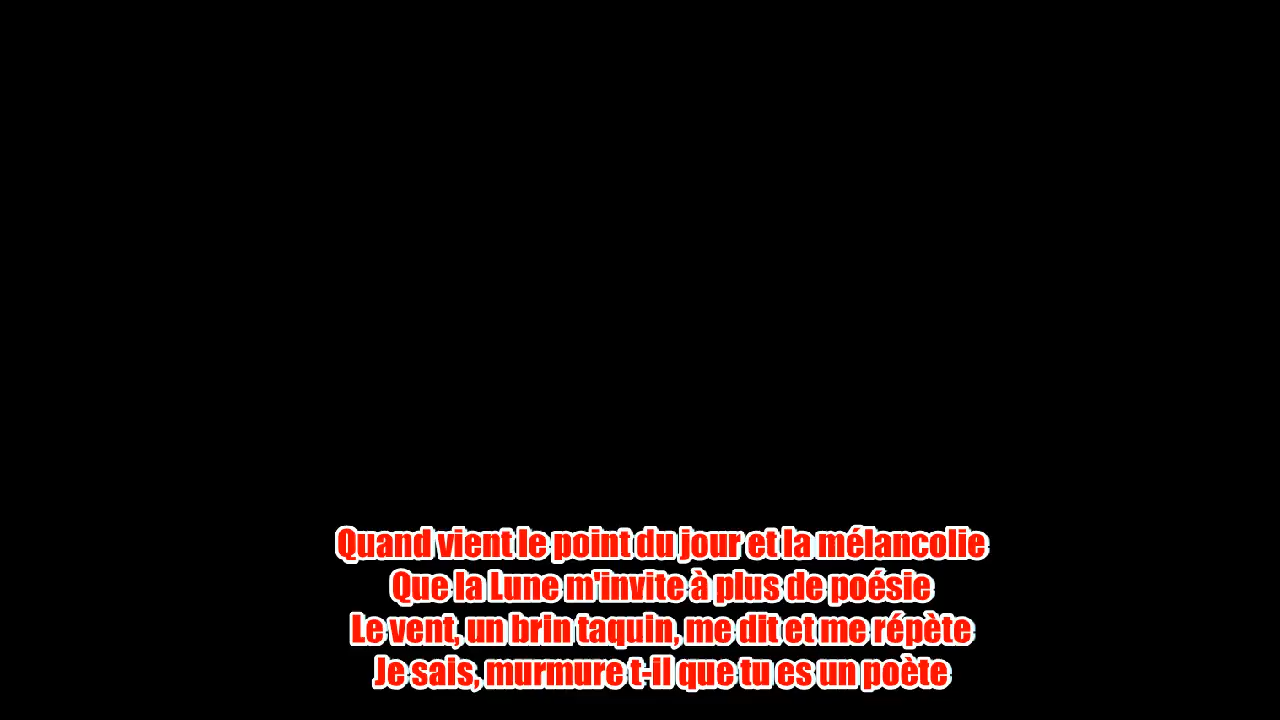 Quand vient le point du jour et la mélancolie
Que la Lune m'invite à plus de poésie
Le vent, un brin taquin, me dit et me répète
Je sais, murmure t-il que tu es un poète